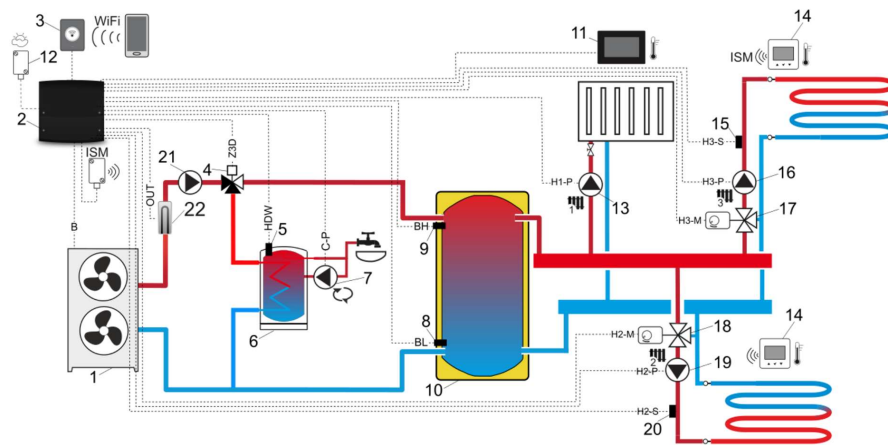 3
WiFi
12
2
ISM
B
OUT
21
22
4
Z3D
HDW
5
C-P
7
6
1
BH
9
8
BL
10
11
H1-P
1
13
14
ISM
15
H3-S
H3-P
16
3
H3-M
17
H2-M
18
2
H2-P
19
H2-S
20
14